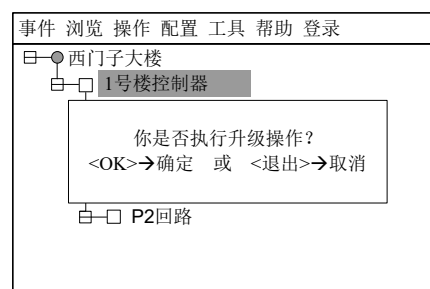 事件 浏览 操作 配置 工具 帮助 登录
西门子大楼
1号楼控制器
你是否执行升级操作？
<OK>→确定 或 <退出>→取消
P2回路